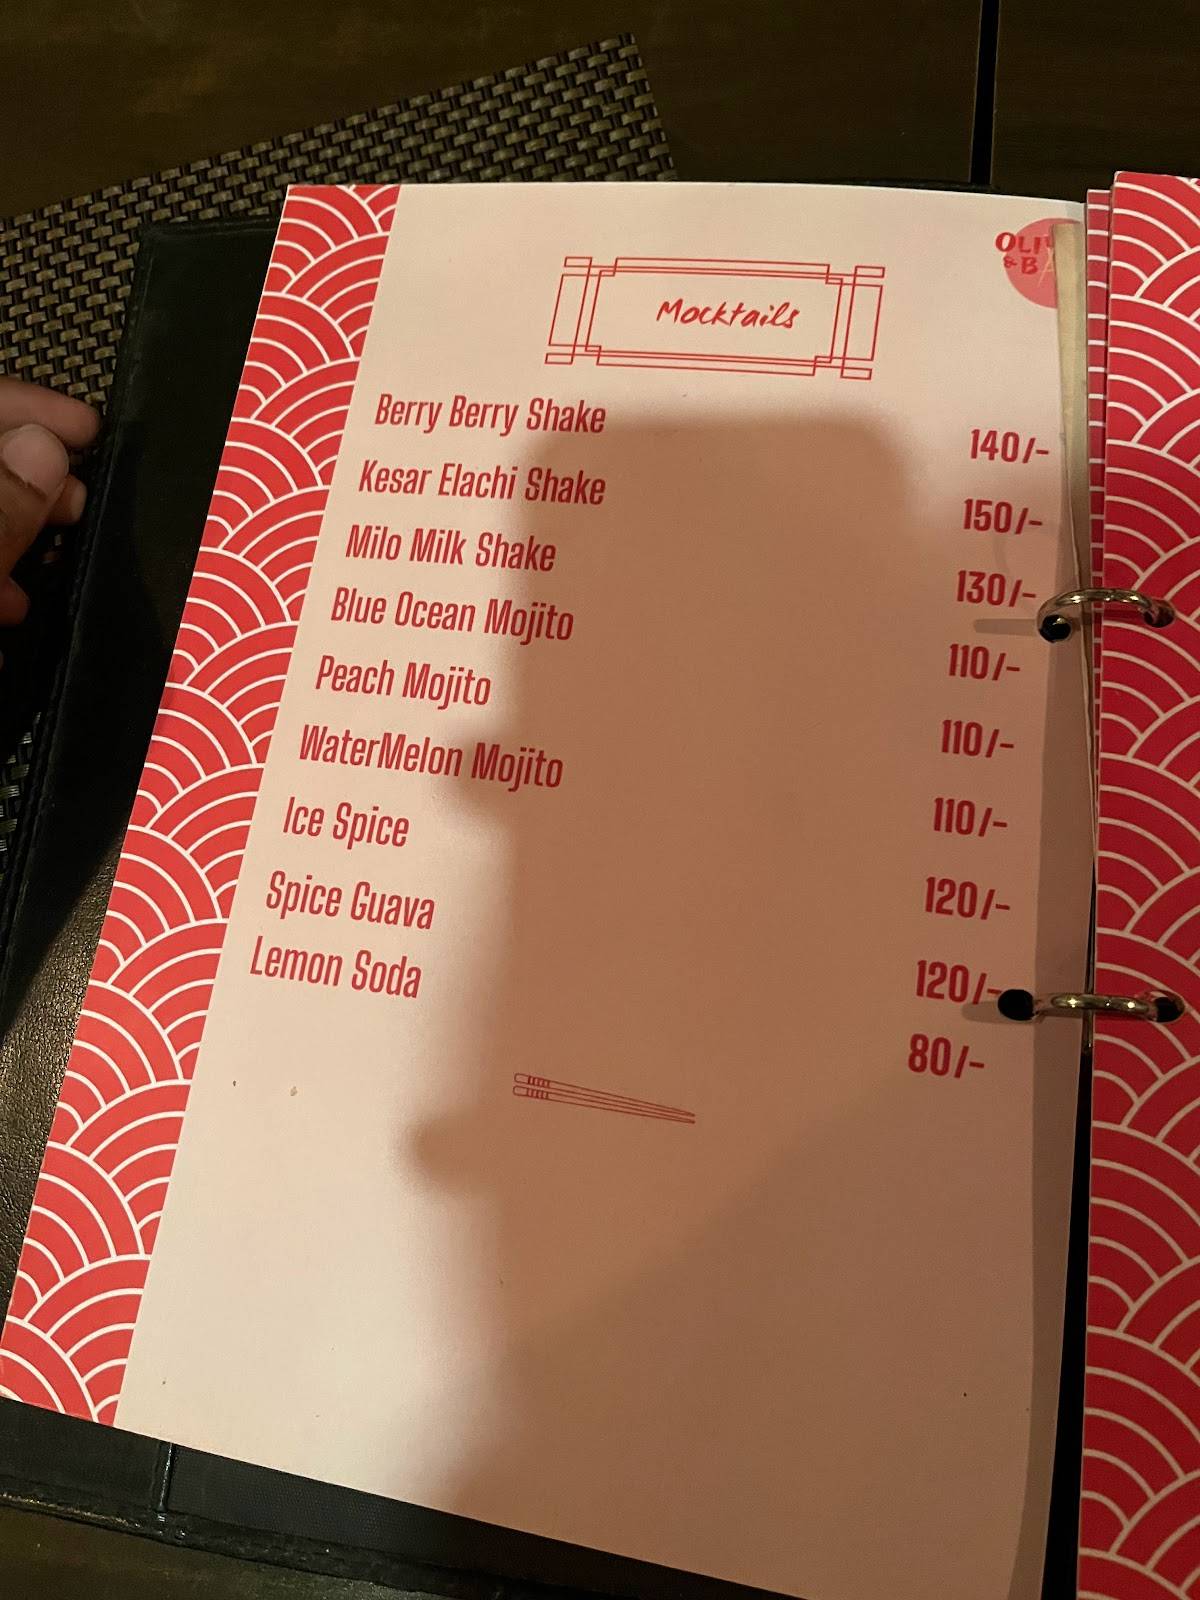 OLI
& B
Mocktails
Berry Berry Shake 140/-
Kesar Elachi Shake 150/-
Milo Milk Shake 130/-
Blue Ocean Mojito 110/-
Peach Mojito 110/-
WaterMelon Mojito 110/-
Ice Spice 120/-
Spice Guava 120/-
Lemon Soda 80/-